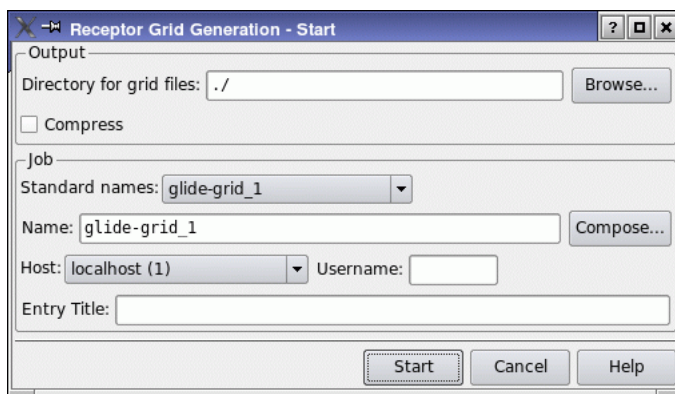 Receptor Grid Generation - Start
Output
Directory for grid files: ./ Browse...
Compress
Job
Standard names: glide-grid_1
Name: glide-grid_1 Compose...
Host: localhost (1) Username:
Entry Title:
Start Cancel Help